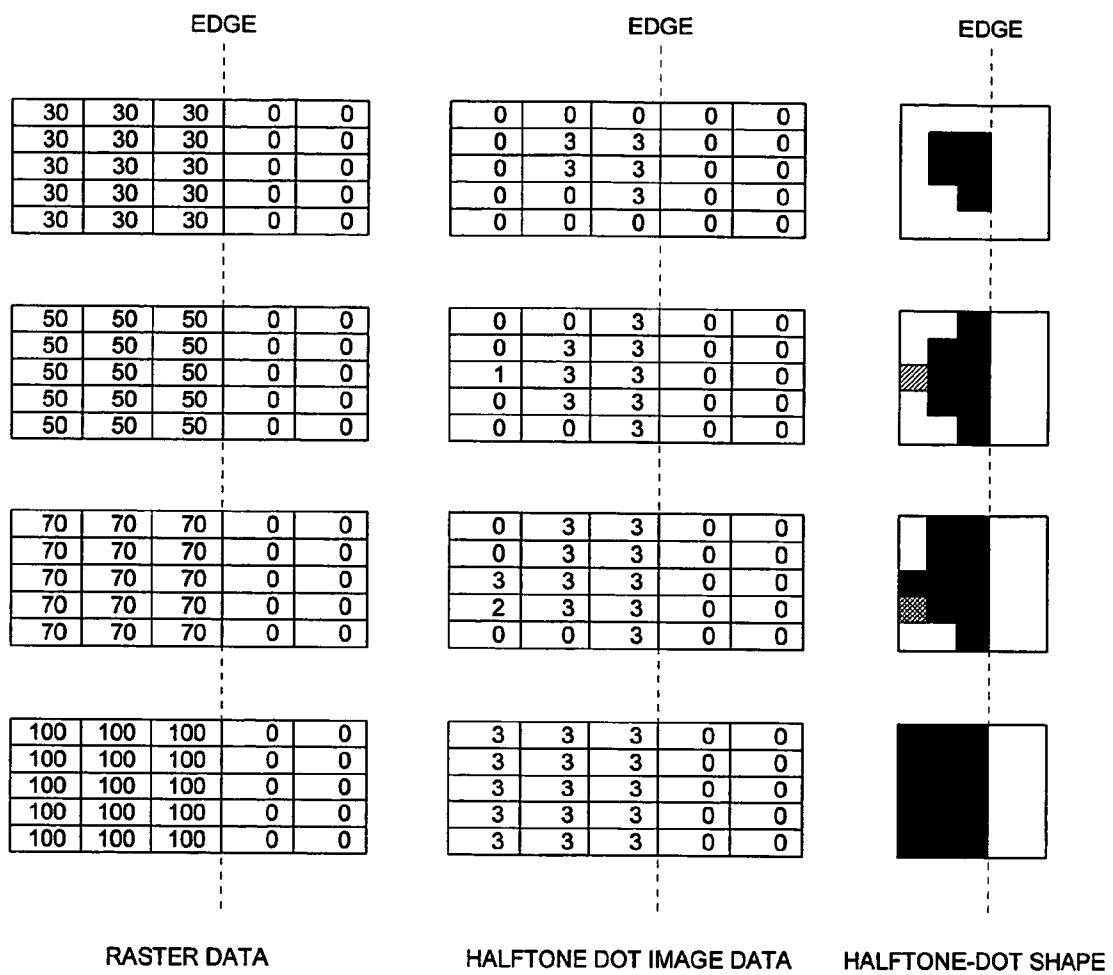 EDGE EDGE EDGE
30 30 30 0 0 0 0 0 0 0
30 30 30 0 0 0 3 3 0 0
30 30 30 0 0 0 3 3 0 0
30 30 30 0 0 0 0 3 0 0
30 30 30 0 0 0 0 0 0 0
50 50 50 0 0 0 0 3 0 0
50 50 50 0 0 0 3 3 0 0
50 50 50 0 0 1 3 3 0 0
50 50 50 0 0 0 3 3 0 0
50 50 50 0 0 0 0 3 0 0
70 70 70 0 0 0 3 3 0 0
70 70 70 0 0 0 3 3 0 0
70 70 70 0 0 3 3 3 0 0
70 70 70 0 0 2 3 3 0 0
70 70 70 0 0 0 0 3 0 0
100 100 100 0 0 3 3 3 0 0
100 100 100 0 0 3 3 3 0 0
100 100 100 0 0 3 3 3 0 0
100 100 100 0 0 3 3 3 0 0
100 100 100 0 0 3 3 3 0 0
RASTER DATA HALFTONE DOT IMAGE DATA HALFTONE-DOT SHAPE